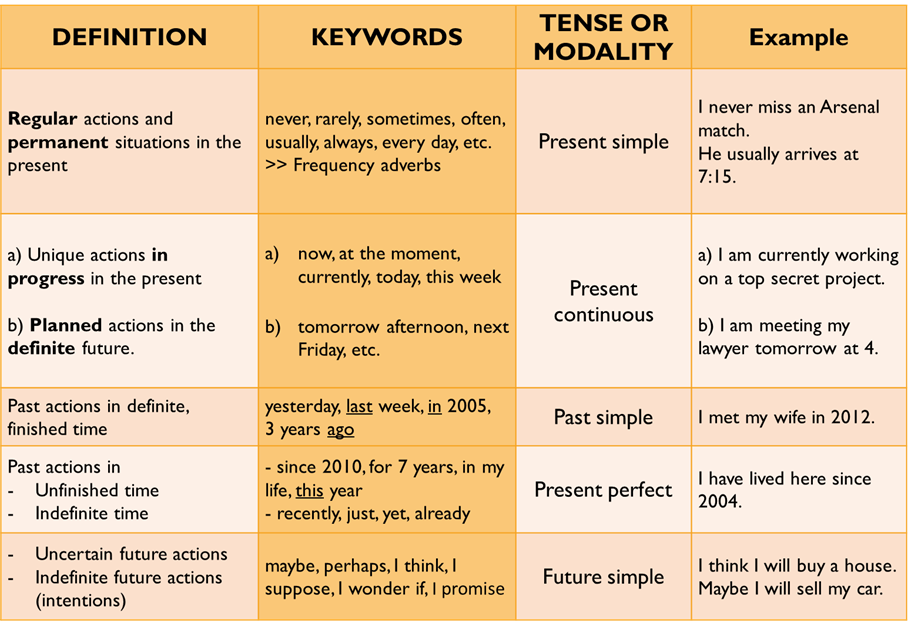 DEFINITION
KEYWORDS
TENSE OR
MODALITY
Example
Regular actions and
permanent situations in the
present
never, rarely, sometimes, often,
usually, always, every day, etc.
>> Frequency adverbs
Present simple
I never miss an Arsenal
match.
He usually arrives at
7:15.
a) Unique actions in
progress in the present
b) Planned actions in the
definite future.
a) now, at the moment,
currently, today, this week
b) tomorrow afternoon, next
Friday, etc.
Present
continuous
a) I am currently working
on a top secret project.
b) I am meeting my
lawyer tomorrow at 4.
Past actions in definite,
finished time
yesterday, last week, in 2005,
3 years ago
Past simple
I met my wife in 2012.
Past actions in
- Unfinished time
- Indefinite time
- since 2010, for 7 years, in my
life, this year
- recently, just, yet, already
Present perfect
I have lived here since
2004.
- Uncertain future actions
- Indefinite future actions
(intentions)
maybe, perhaps, I think, I
suppose, I wonder if, I promise
Future simple
I think I will buy a house.
Maybe I will sell my car.